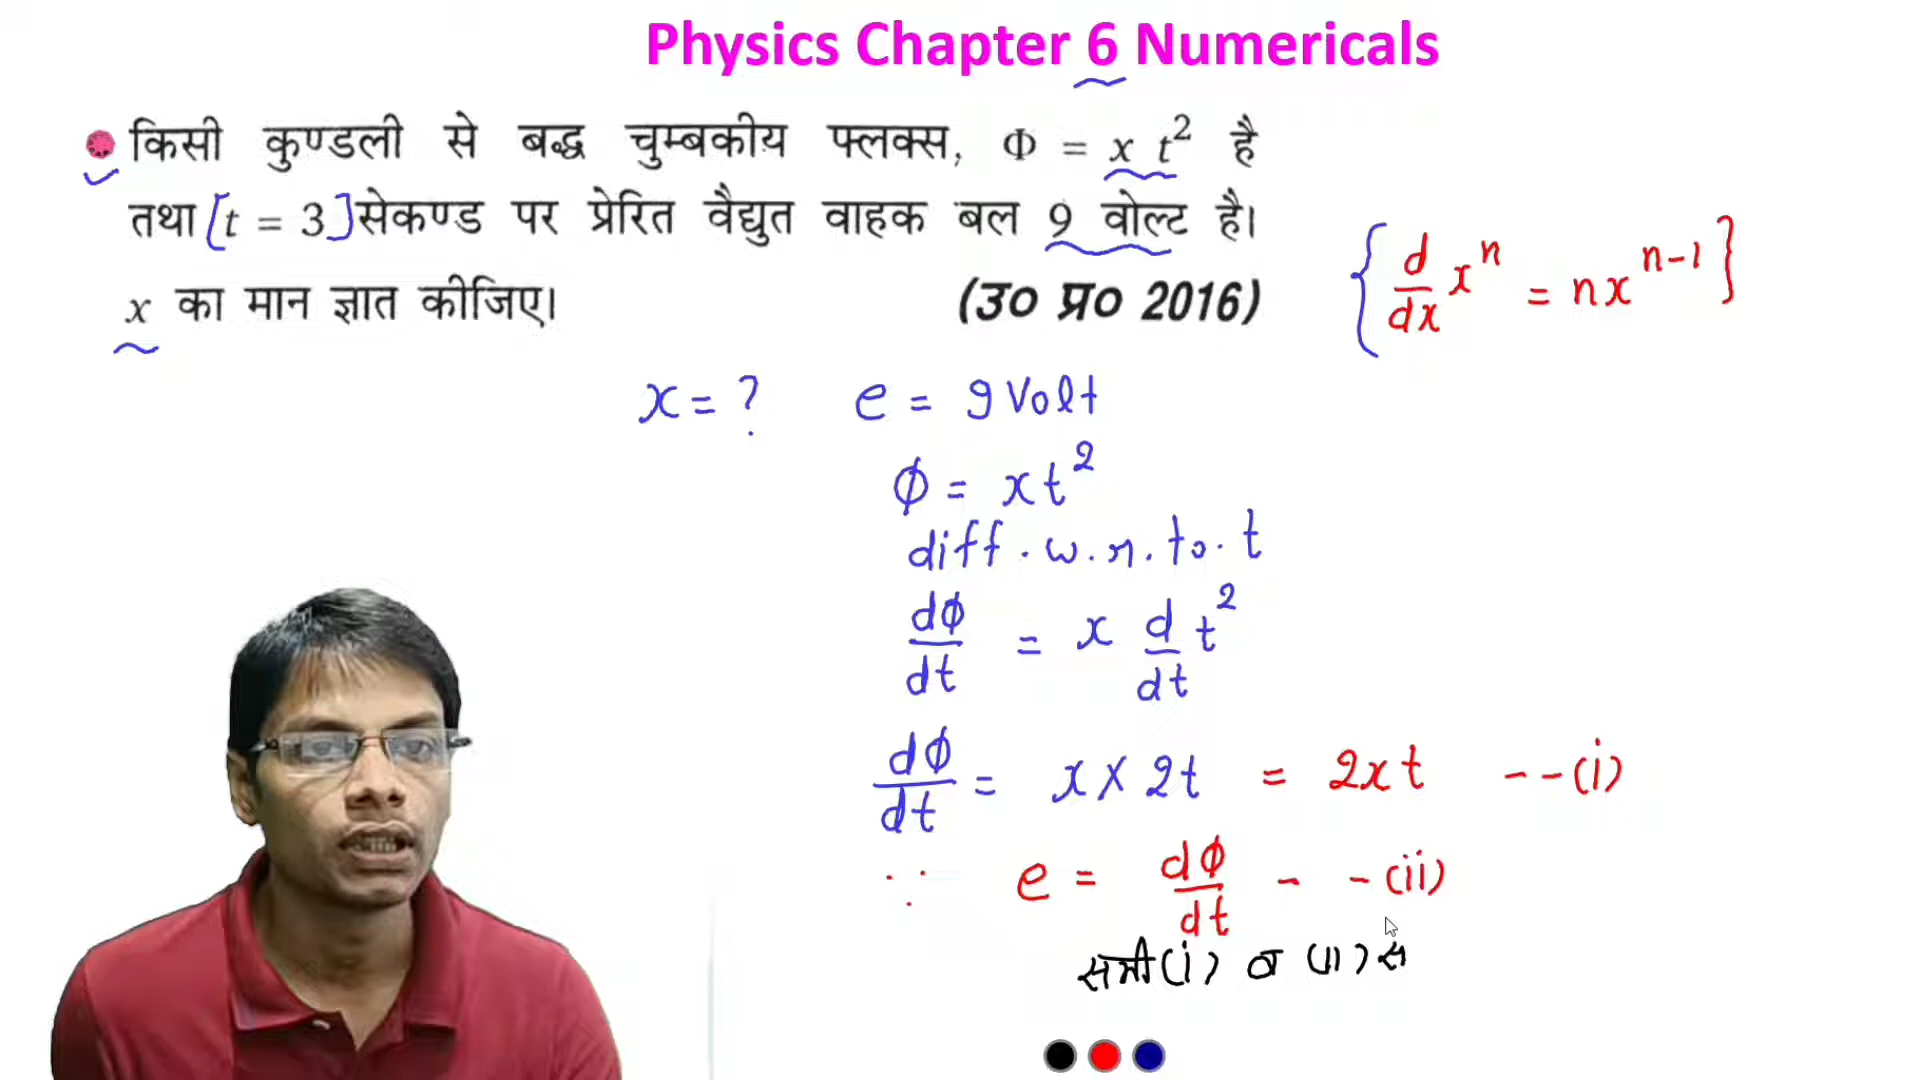 Physics Chapter 6 Numericals
किसी कुण्डली से बद्ध चुम्बकीय फ्लक्स, Φ = x t²  है
तथा [t = 3] सेकण्ड पर प्रेरित वैद्युत वाहक बल 9 वोल्ट है।
x का मान ज्ञात कीजिए। (उ० प्र० 2016)
{d/dx xⁿ = nxⁿ⁻¹}
x = ? e = 9 Volt
ϕ = xt²
diff. w.r.to. t
dϕ/dt = x d/dt t²
dϕ/dt = x × 2t = 2xt --(i)
∵ e = dϕ/dt - -(ii)
समी(i) व (ii) स